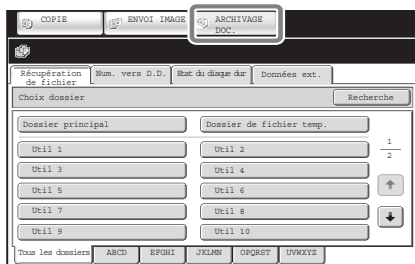 COPIE
ENVOI IMAGE
ARCHIVAGE
DOC.
Récupération
de fichier
Num. vers D.D.
Etat du disque dur
Données ext.
Choix dossier
Recherche
Dossier principal
Dossier de fichier temp.
Util 1
Util 2
1
2
Util 3
Util 4
Util 5
Util 6
Util 7
Util 8
Util 9
Util 10
Tous les dossiers
ABCD
EFGHI
JKLMN
OPQRST
UVWXYZ